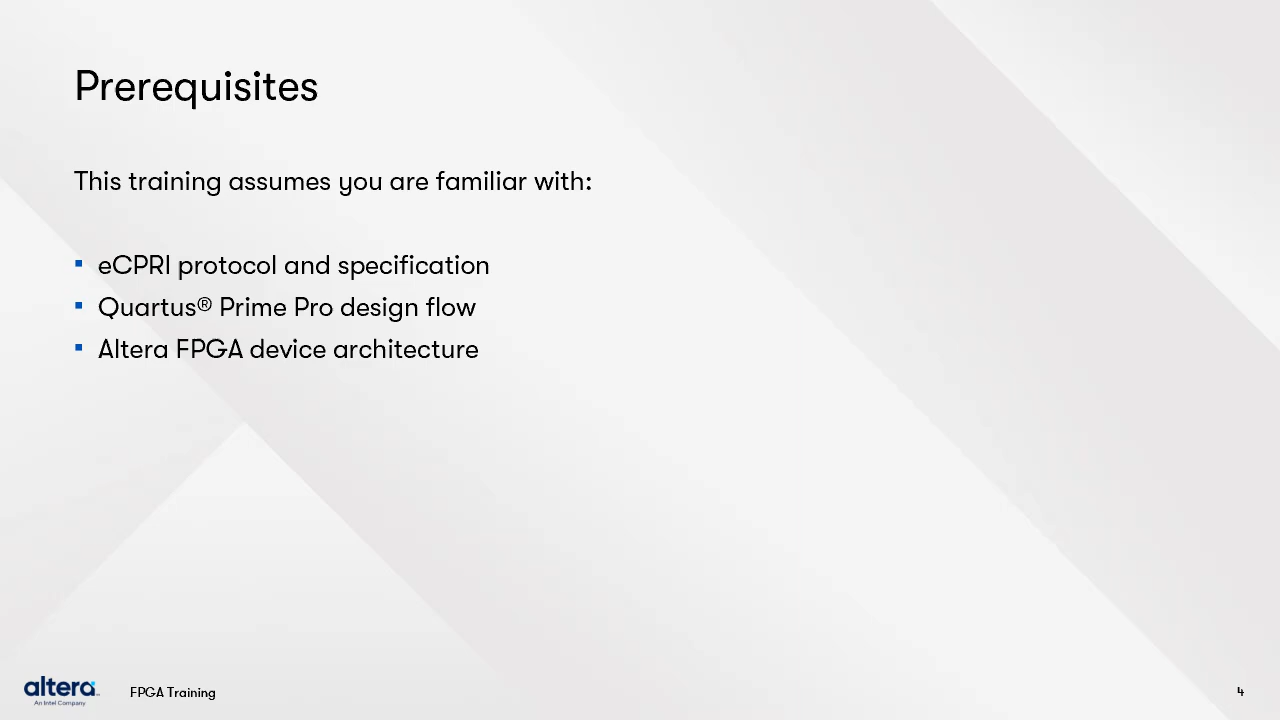 Prerequisites
This training assumes you are familiar with:
▪ eCPRI protocol and specification
▪ Quartus® Prime Pro design flow
▪ Altera FPGA device architecture
altera™
An Intel Company
FPGA Training
4